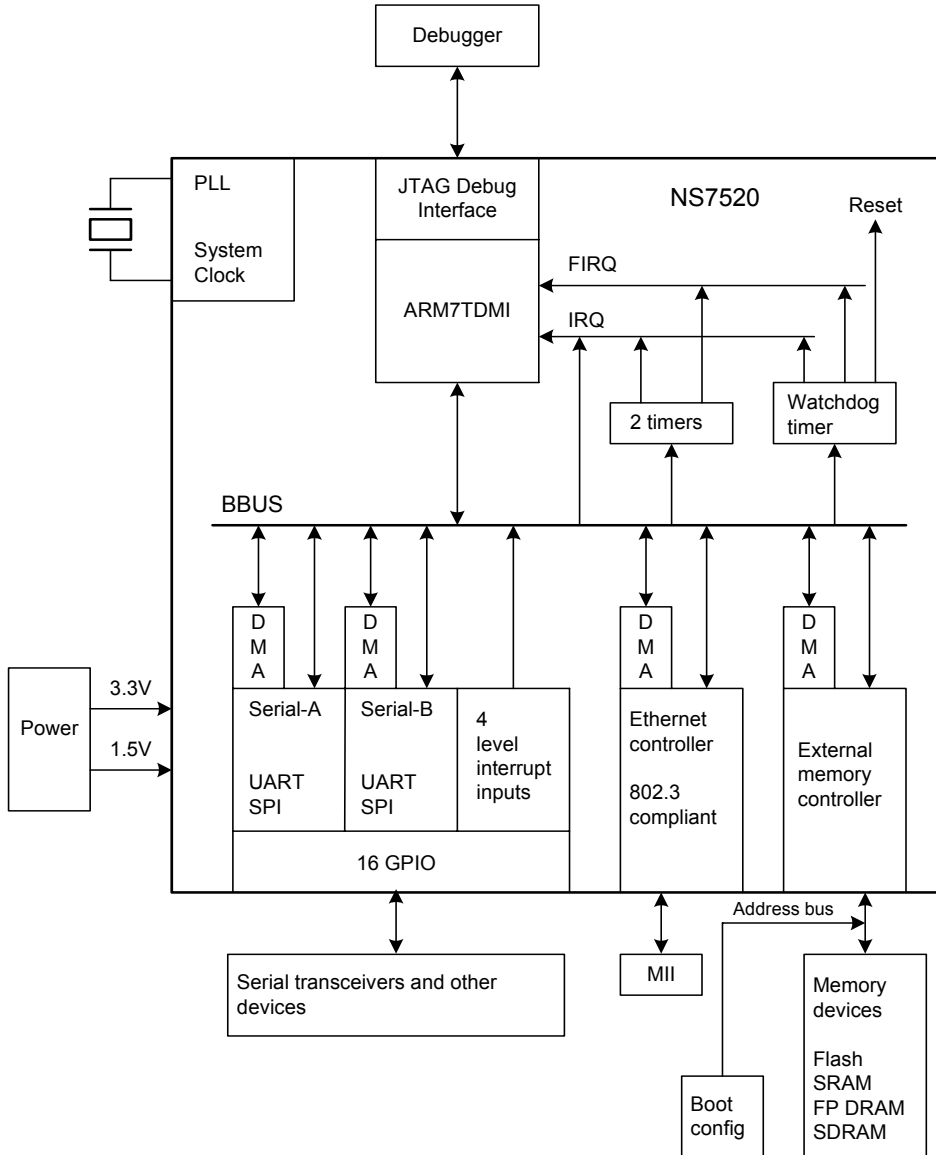 Debugger
PLL
System
Clock
JTAG Debug
Interface
NS7520
Reset
FIRQ
ARM7TDMI
IRQ
2 timers
Watchdog
timer
BBUS
D
M
A
D
M
A
D
M
A
D
M
A
Power
3.3V
1.5V
Serial-A
UART
SPI
Serial-B
UART
SPI
4
level
interrupt
inputs
Ethernet
controller
802.3
compliant
External
memory
controller
16 GPIO
Address bus
Serial transceivers and other
devices
MII
Memory
devices
Flash
SRAM
FP DRAM
SDRAM
Boot
config